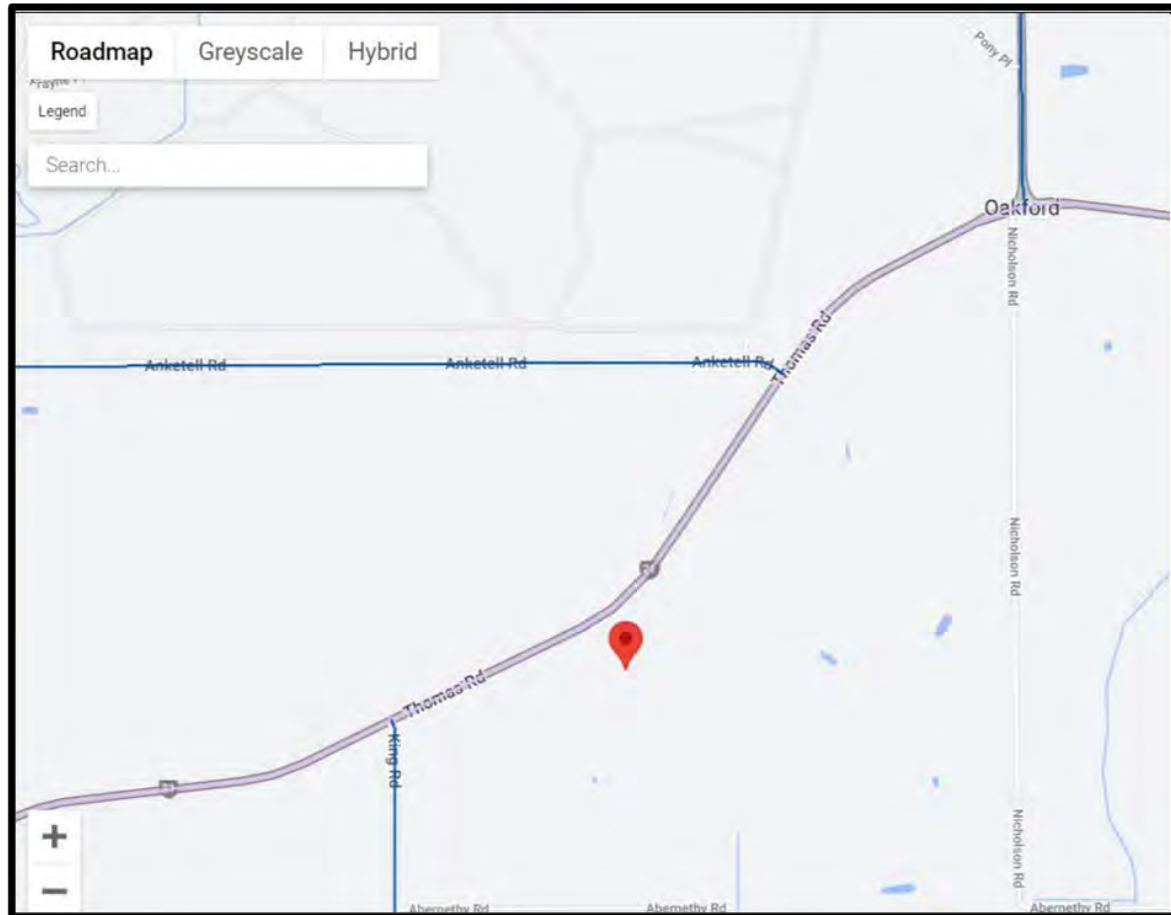 Roadmap Greyscale Hybrid
Pony Pl
Legend
Search...
Oakford
Nicholson Rd
Thomas Rd
Anketell Rd Anketell Rd Anketell Rd
Nicholson Rd
Thomas Rd
King Rd
+
Nicholson Rd
−
Abernethy Rd Abernethy Rd Abernethy Rd